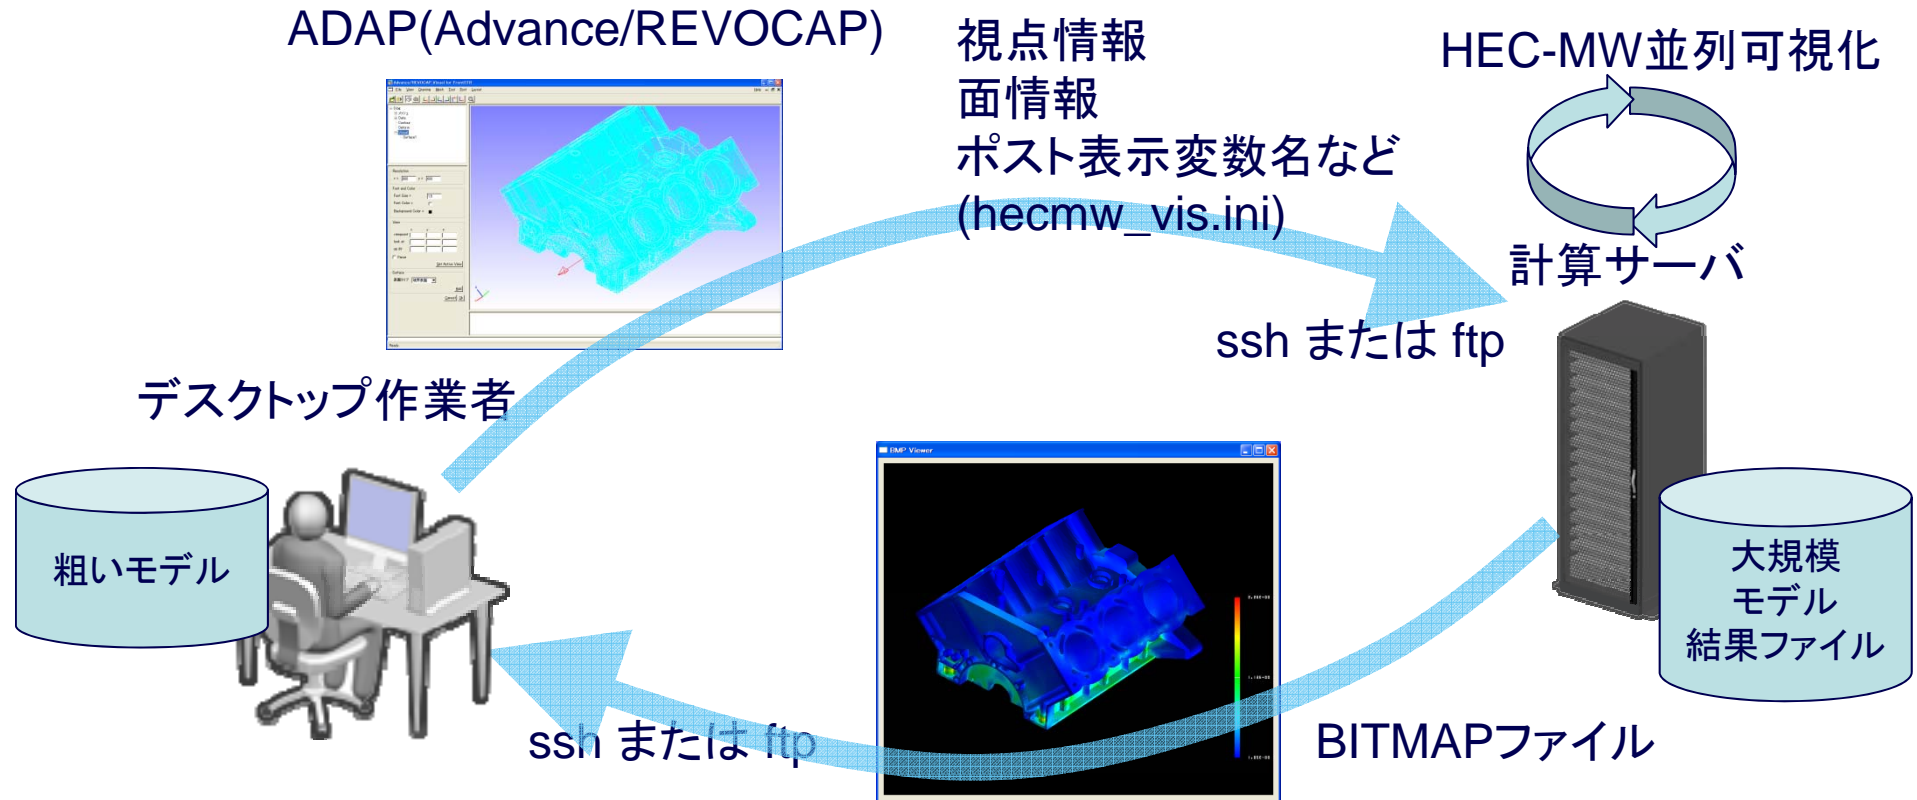 ADAP(Advance/REVOCAP)
視点情報
面情報
ポスト表示変数名など
(hecmw_vis.ini)
HEC-MW並列可視化
計算サーバ
ssh または ftp
デスクトップ作業者
粗いモデル
BMP Viewer
大規模
モデル
結果ファイル
ssh または ftp
BITMAPファイル